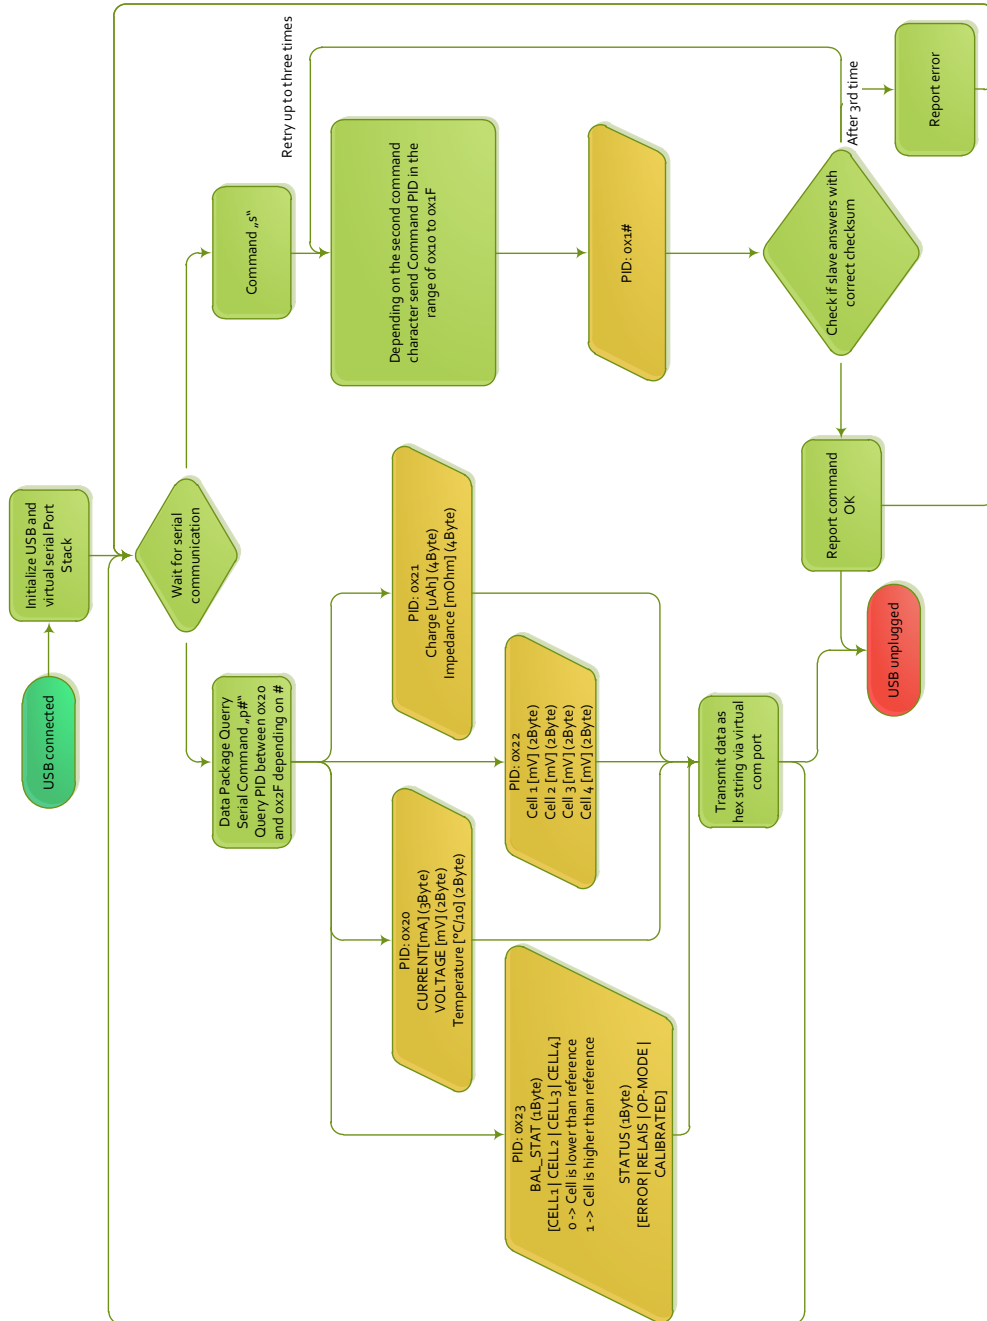 USB connected
Initialize USB and
virtual serial Port
Stack
Wait for serial
communication
Data Package Querry
Serial Command „p#“
Query PID between 0x20
and 0x2F depending on #
Command „s“
Retry up to three times
Depending on the second command
character send Command PID in the
range of 0x10 to 0x1F
PID: 0x1#
Check if slave answers with
correct checksum
After 3rd time
Report error
Report command
OK
PID: 0x20
CURRENT[mA] (3Byte)
VOLTAGE [mV] (2Byte)
Temperature [°C/10] (2Byte)
PID: 0x21
Charge [uAh] (4Byte)
Impedance [mOhm] (4Byte)
PID: 0x23
BAL_STAT (1Byte)
[CELL1 | CELL2 | CELL3 | CELL4]
0 -> Cell is lower than reference
1 -> Cell is higher than reference
STATUS (1Byte)
[ERROR | RELAIS | OP-MODE |
CALIBRATED]
PID: 0x22
Cell 1 [mV] (2Byte)
Cell 2 [mV] (2Byte)
Cell 3 [mV] (2Byte)
Cell 4 [mV] (2Byte)
Transmit data as
hex string via virtual
com port
USB unplugged